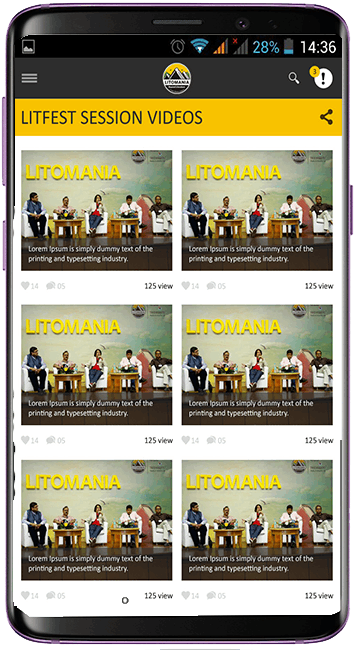 28% 14:36
LITOMANIA
3
LITFEST SESSION VIDEOS
LITOMANIA
Lorem Ipsum is simply dummy text of the
printing and typesetting industry.
14 05 125 view
LITOMANIA
Lorem Ipsum is simply dummy text of the
printing and typesetting industry.
14 05 125 view
LITOMANIA
Lorem Ipsum is simply dummy text of the
printing and typesetting industry.
14 05 125 view
LITOMANIA
Lorem Ipsum is simply dummy text of the
printing and typesetting industry.
14 05 125 view
LITOMANIA
Lorem Ipsum is simply dummy text of the
printing and typesetting industry.
14 05 125 view
LITOMANIA
Lorem Ipsum is simply dummy text of the
printing and typesetting industry.
14 05 125 view